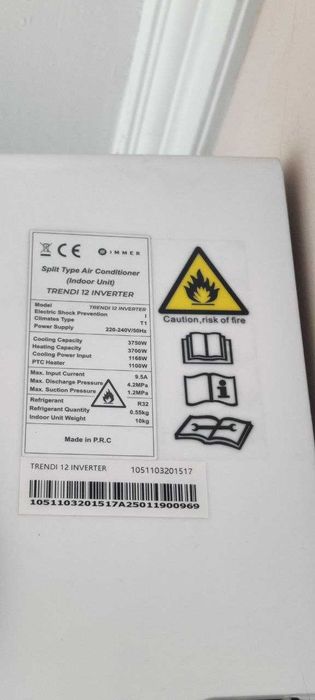 CE IMMER
Split Type Air Conditioner
(Indoor Unit)
TRENDI 12 INVERTER
Model TRENDI 12 INVERTER
Electric Shock Prevention I
Climates Type T1
Power Supply 220-240V/50Hz
Cooling Capacity 3750W
Heating Capacity 3700W
Cooling Power Input 1168W
PTC Heater 1100W
Max. Input Current 9.5A
Max. Discharge Pressure 4.2MPa
Max. Suction Pressure 1.2MPa
Refrigerant R32
Refrigerant Quantity 0.55kg
Indoor Unit Weight 10kg
Made in P.R.C
Caution,risk of fire
TRENDI 12 INVERTER 1051103201517
1051103201517A25011900969